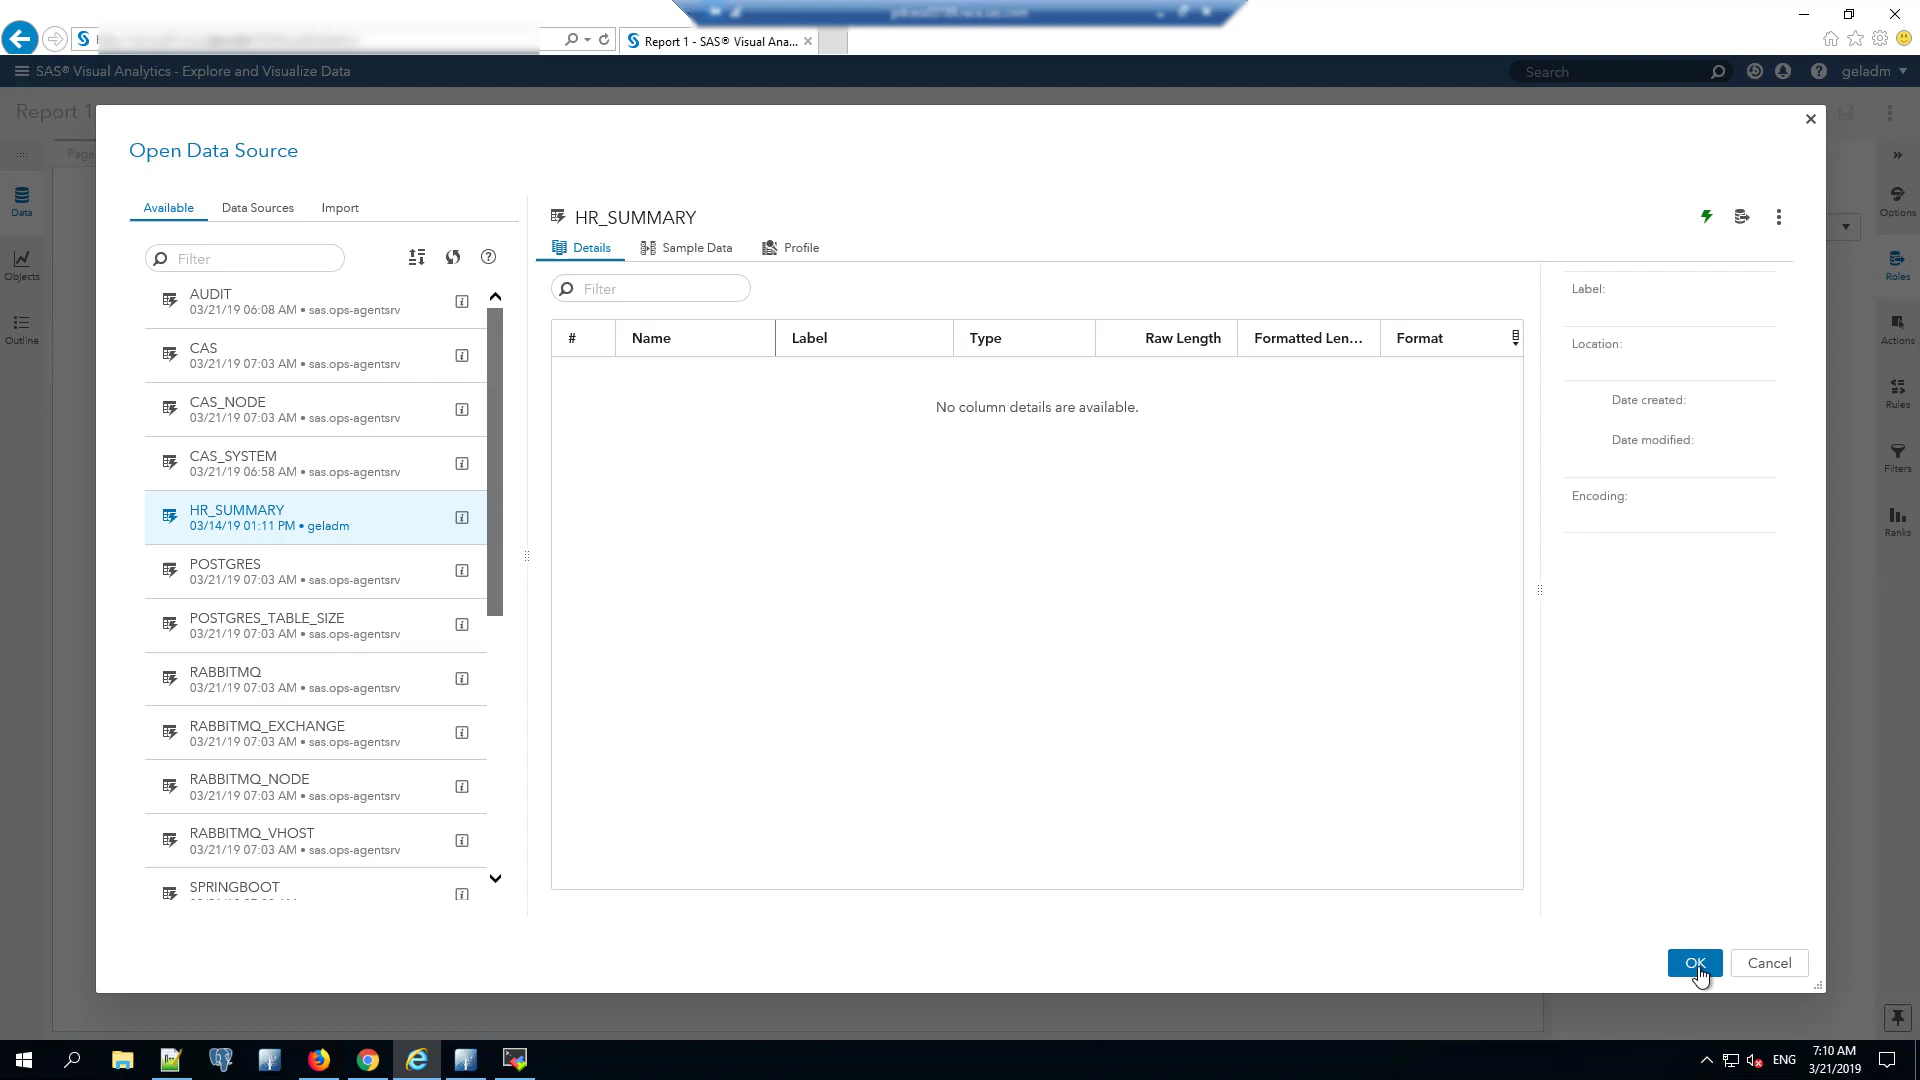 Report 1 - SAS® Visual Ana...
SAS® Visual Analytics - Explore and Visualize Data
Search
geladm
Report 1
Page
Data
Objects
Outline
Open Data Source
Available
Data Sources
Import
Filter
AUDIT
03/21/19 06:08 AM • sas.ops-agentsrv
CAS
03/21/19 07:03 AM • sas.ops-agentsrv
CAS_NODE
03/21/19 07:03 AM • sas.ops-agentsrv
CAS_SYSTEM
03/21/19 06:58 AM • sas.ops-agentsrv
HR_SUMMARY
03/14/19 01:11 PM • geladm
POSTGRES
03/21/19 07:03 AM • sas.ops-agentsrv
POSTGRES_TABLE_SIZE
03/21/19 07:03 AM • sas.ops-agentsrv
RABBITMQ
03/21/19 07:03 AM • sas.ops-agentsrv
RABBITMQ_EXCHANGE
03/21/19 07:03 AM • sas.ops-agentsrv
RABBITMQ_NODE
03/21/19 07:03 AM • sas.ops-agentsrv
RABBITMQ_VHOST
03/21/19 07:03 AM • sas.ops-agentsrv
SPRINGBOOT
HR_SUMMARY
Details
Sample Data
Profile
Filter
# Name Label Type Raw Length Formatted Len... Format
No column details are available.
Label:
Location:
Date created:
Date modified:
Encoding:
OK
Cancel
Options
Roles
Actions
Rules
Filters
Ranks
ENG
7:10 AM
3/21/2019